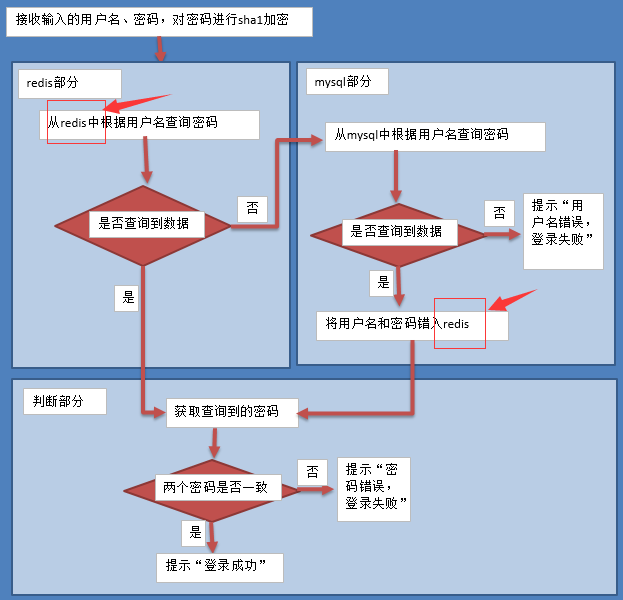 接收输入的用户名、密码，对密码进行sha1加密
redis部分
从redis中根据用户名查询密码
是否查询到数据
否
是
mysql部分
从mysql中根据用户名查询密码
是否查询到数据
否
提示“用
户名错误，
登录失败”
是
将用户名和密码错入redis
判断部分
获取查询到的密码
两个密码是否一致
否
提示“密
码错误，
登录失败”
是
提示“登录成功”